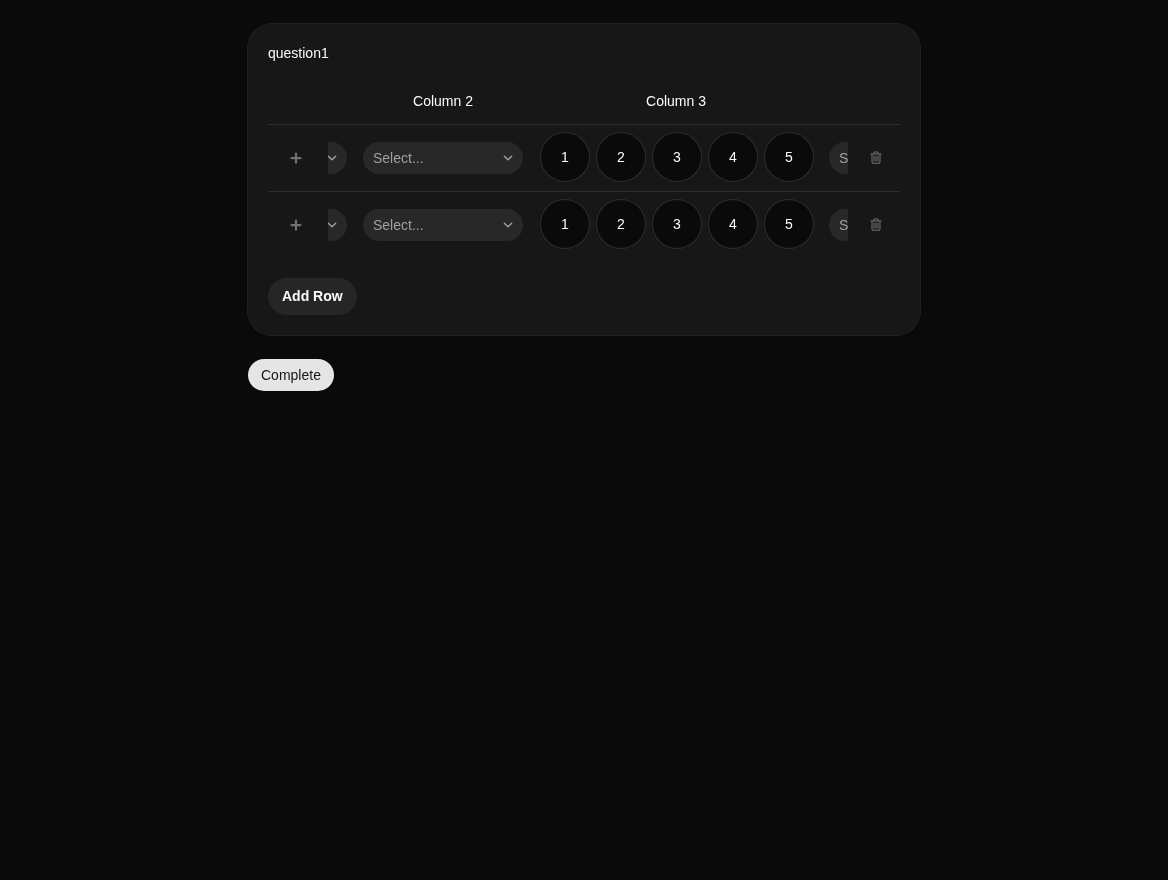 question1
Column 2 Column 3
Select... 1 2 3 4 5 S
Select... 1 2 3 4 5 S
Add Row
Complete